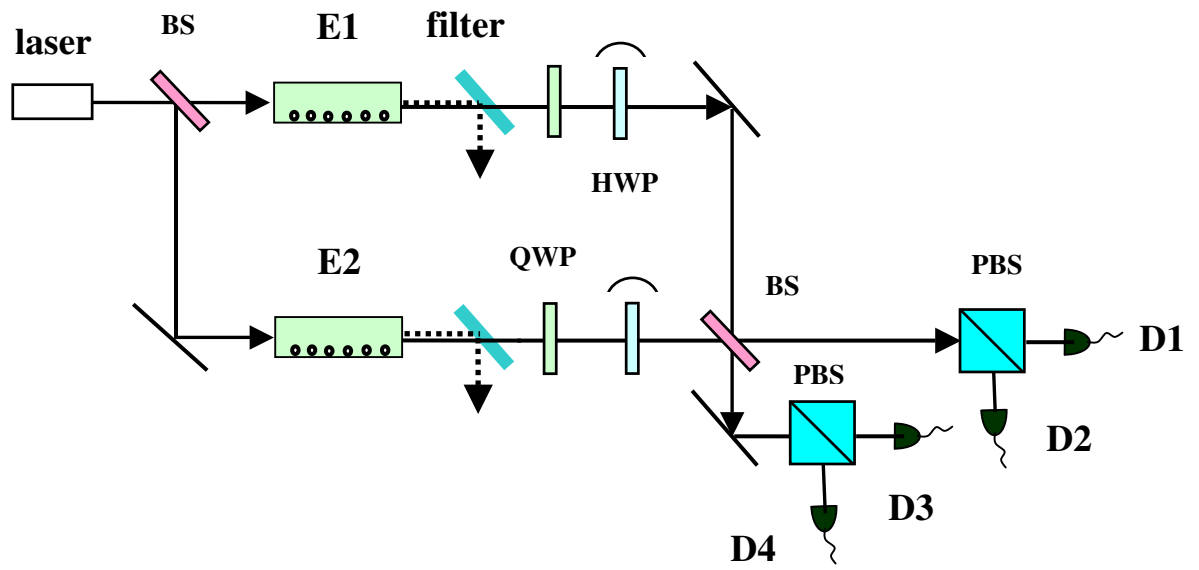 BS
E1
filter
laser
HWP
E2
QWP
BS
PBS
D1
PBS
D2
D3
D4